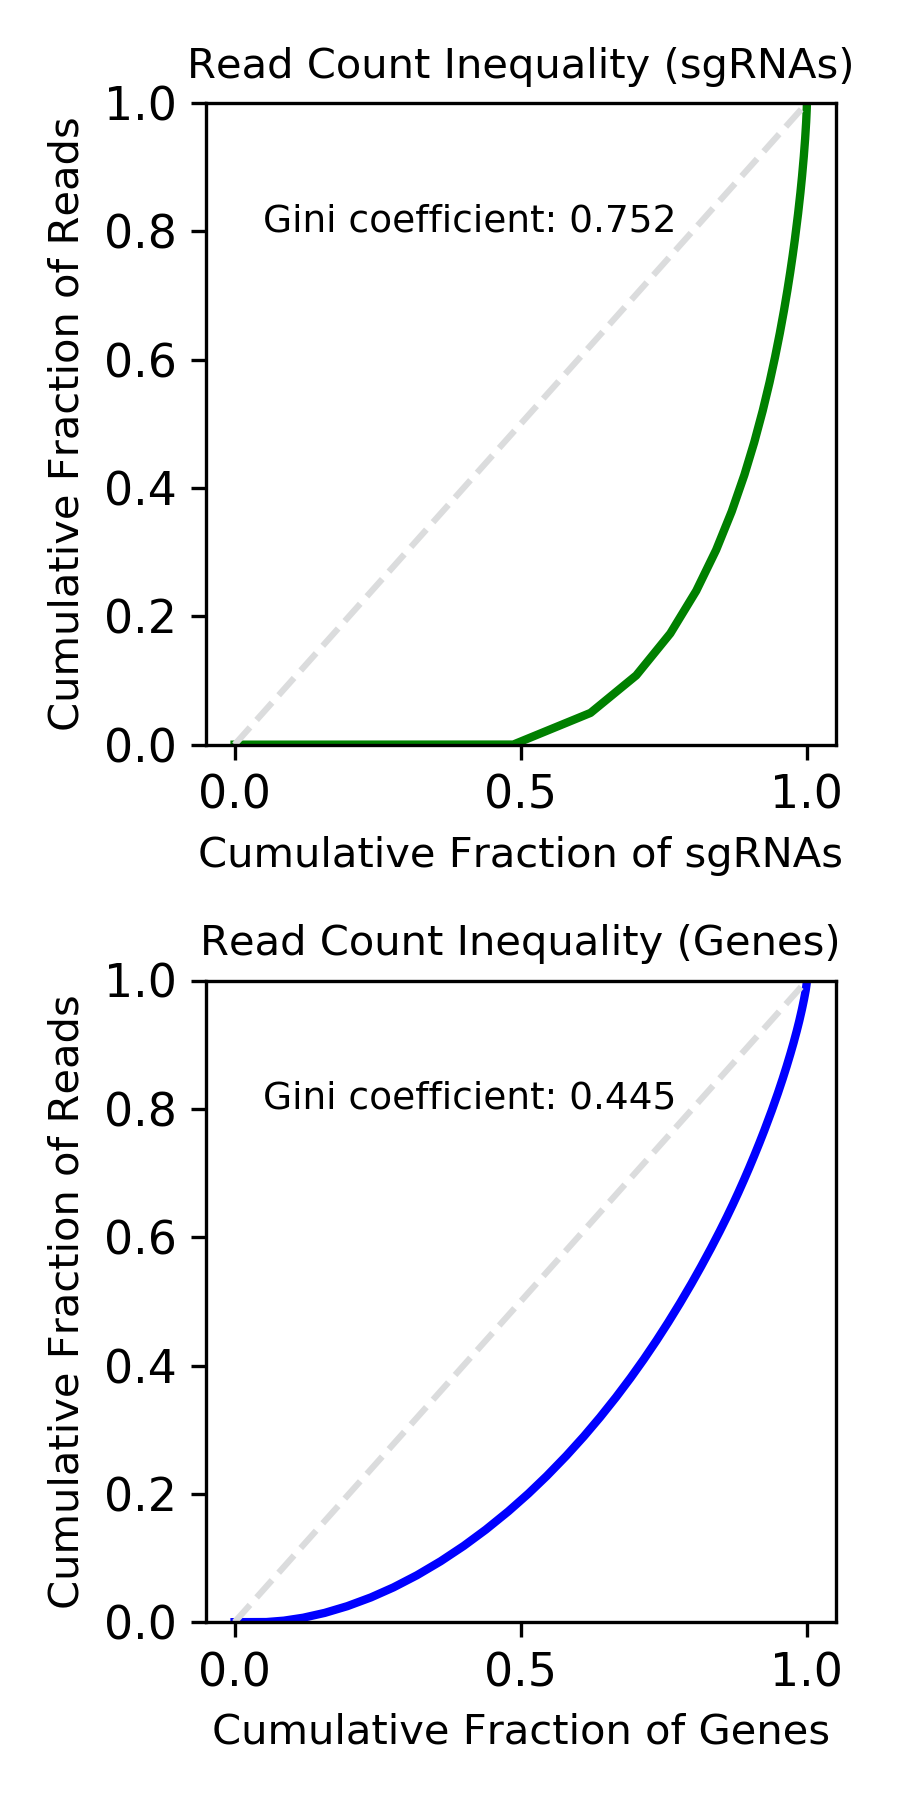 Read Count Inequality (sgRNAs)
Cumulative Fraction of Reads
1.0
0.8
0.6
0.4
0.2
0.0
Gini coefficient: 0.752
0.0 0.5 1.0
Cumulative Fraction of sgRNAs
Read Count Inequality (Genes)
Cumulative Fraction of Reads
1.0
0.8
0.6
0.4
0.2
0.0
Gini coefficient: 0.445
0.0 0.5 1.0
Cumulative Fraction of Genes